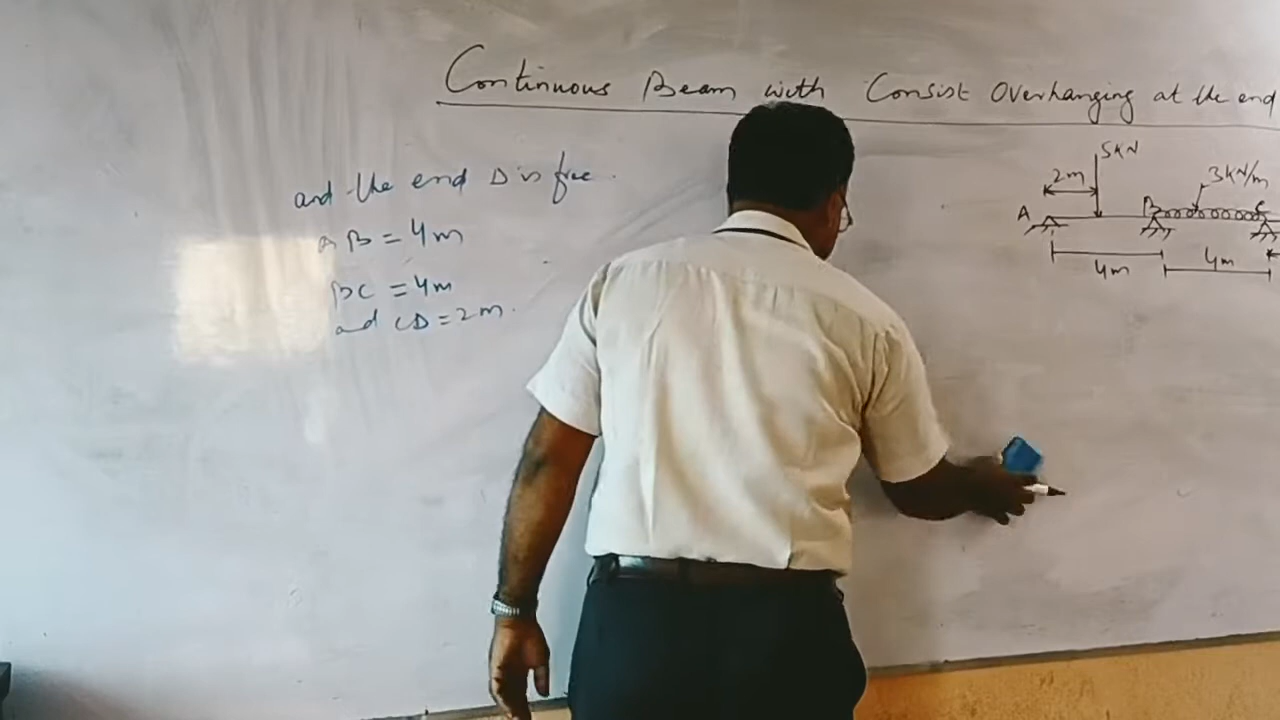 Continuous Beam with Consist Overhanging at the end
and the end D is free.
AB = 4m
BC = 4m
and CD = 2m.
5KN
2m
3kN/m
A
B
C
4m
4m